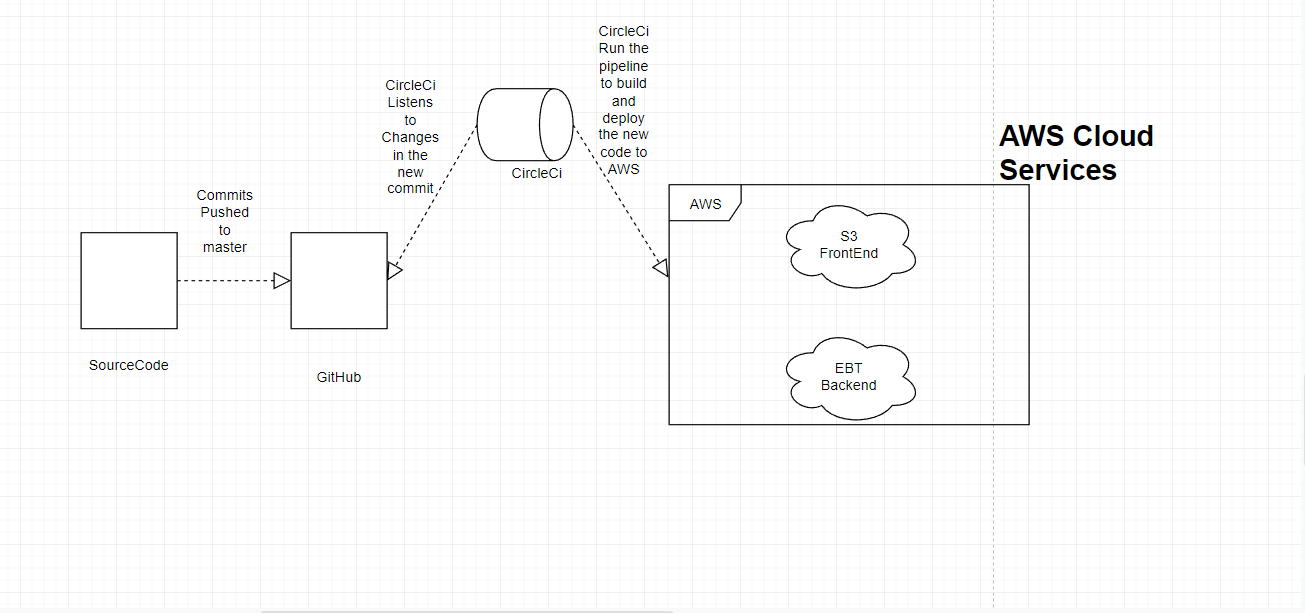 Commits
Pushed
to
master
SourceCode
GitHub
CircleCi
Listens
to
Changes
in the
new
commit
CircleCi
CircleCi
Run the
pipeline
to build
and
deploy
the new
code to
AWS
AWS Cloud
Services
AWS
S3
FrontEnd
EBT
Backend